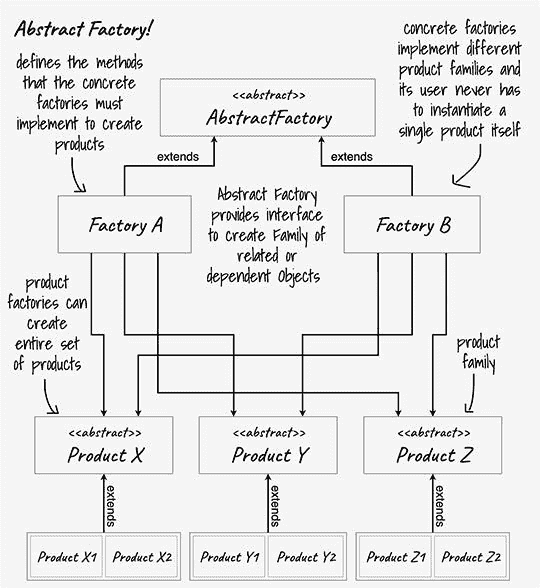 Abstract Factory!
defines the methods
that the concrete
factories must
implement to create
products
concrete factories
implement different
product families and
its user never has
to instantiate a
single product itself
<<abstract>>
AbstractFactory
extends
extends
Factory A
Abstract Factory
provides interface
to create Family of
related or
dependent Objects
Factory B
product
factories can
create
entire set
of products
product
family
<<abstract>>
Product X
<<abstract>>
Product Y
<<abstract>>
Product Z
extends
extends
extends
Product X1
Product X2
Product Y1
Product Y2
Product Z1
Product Z2